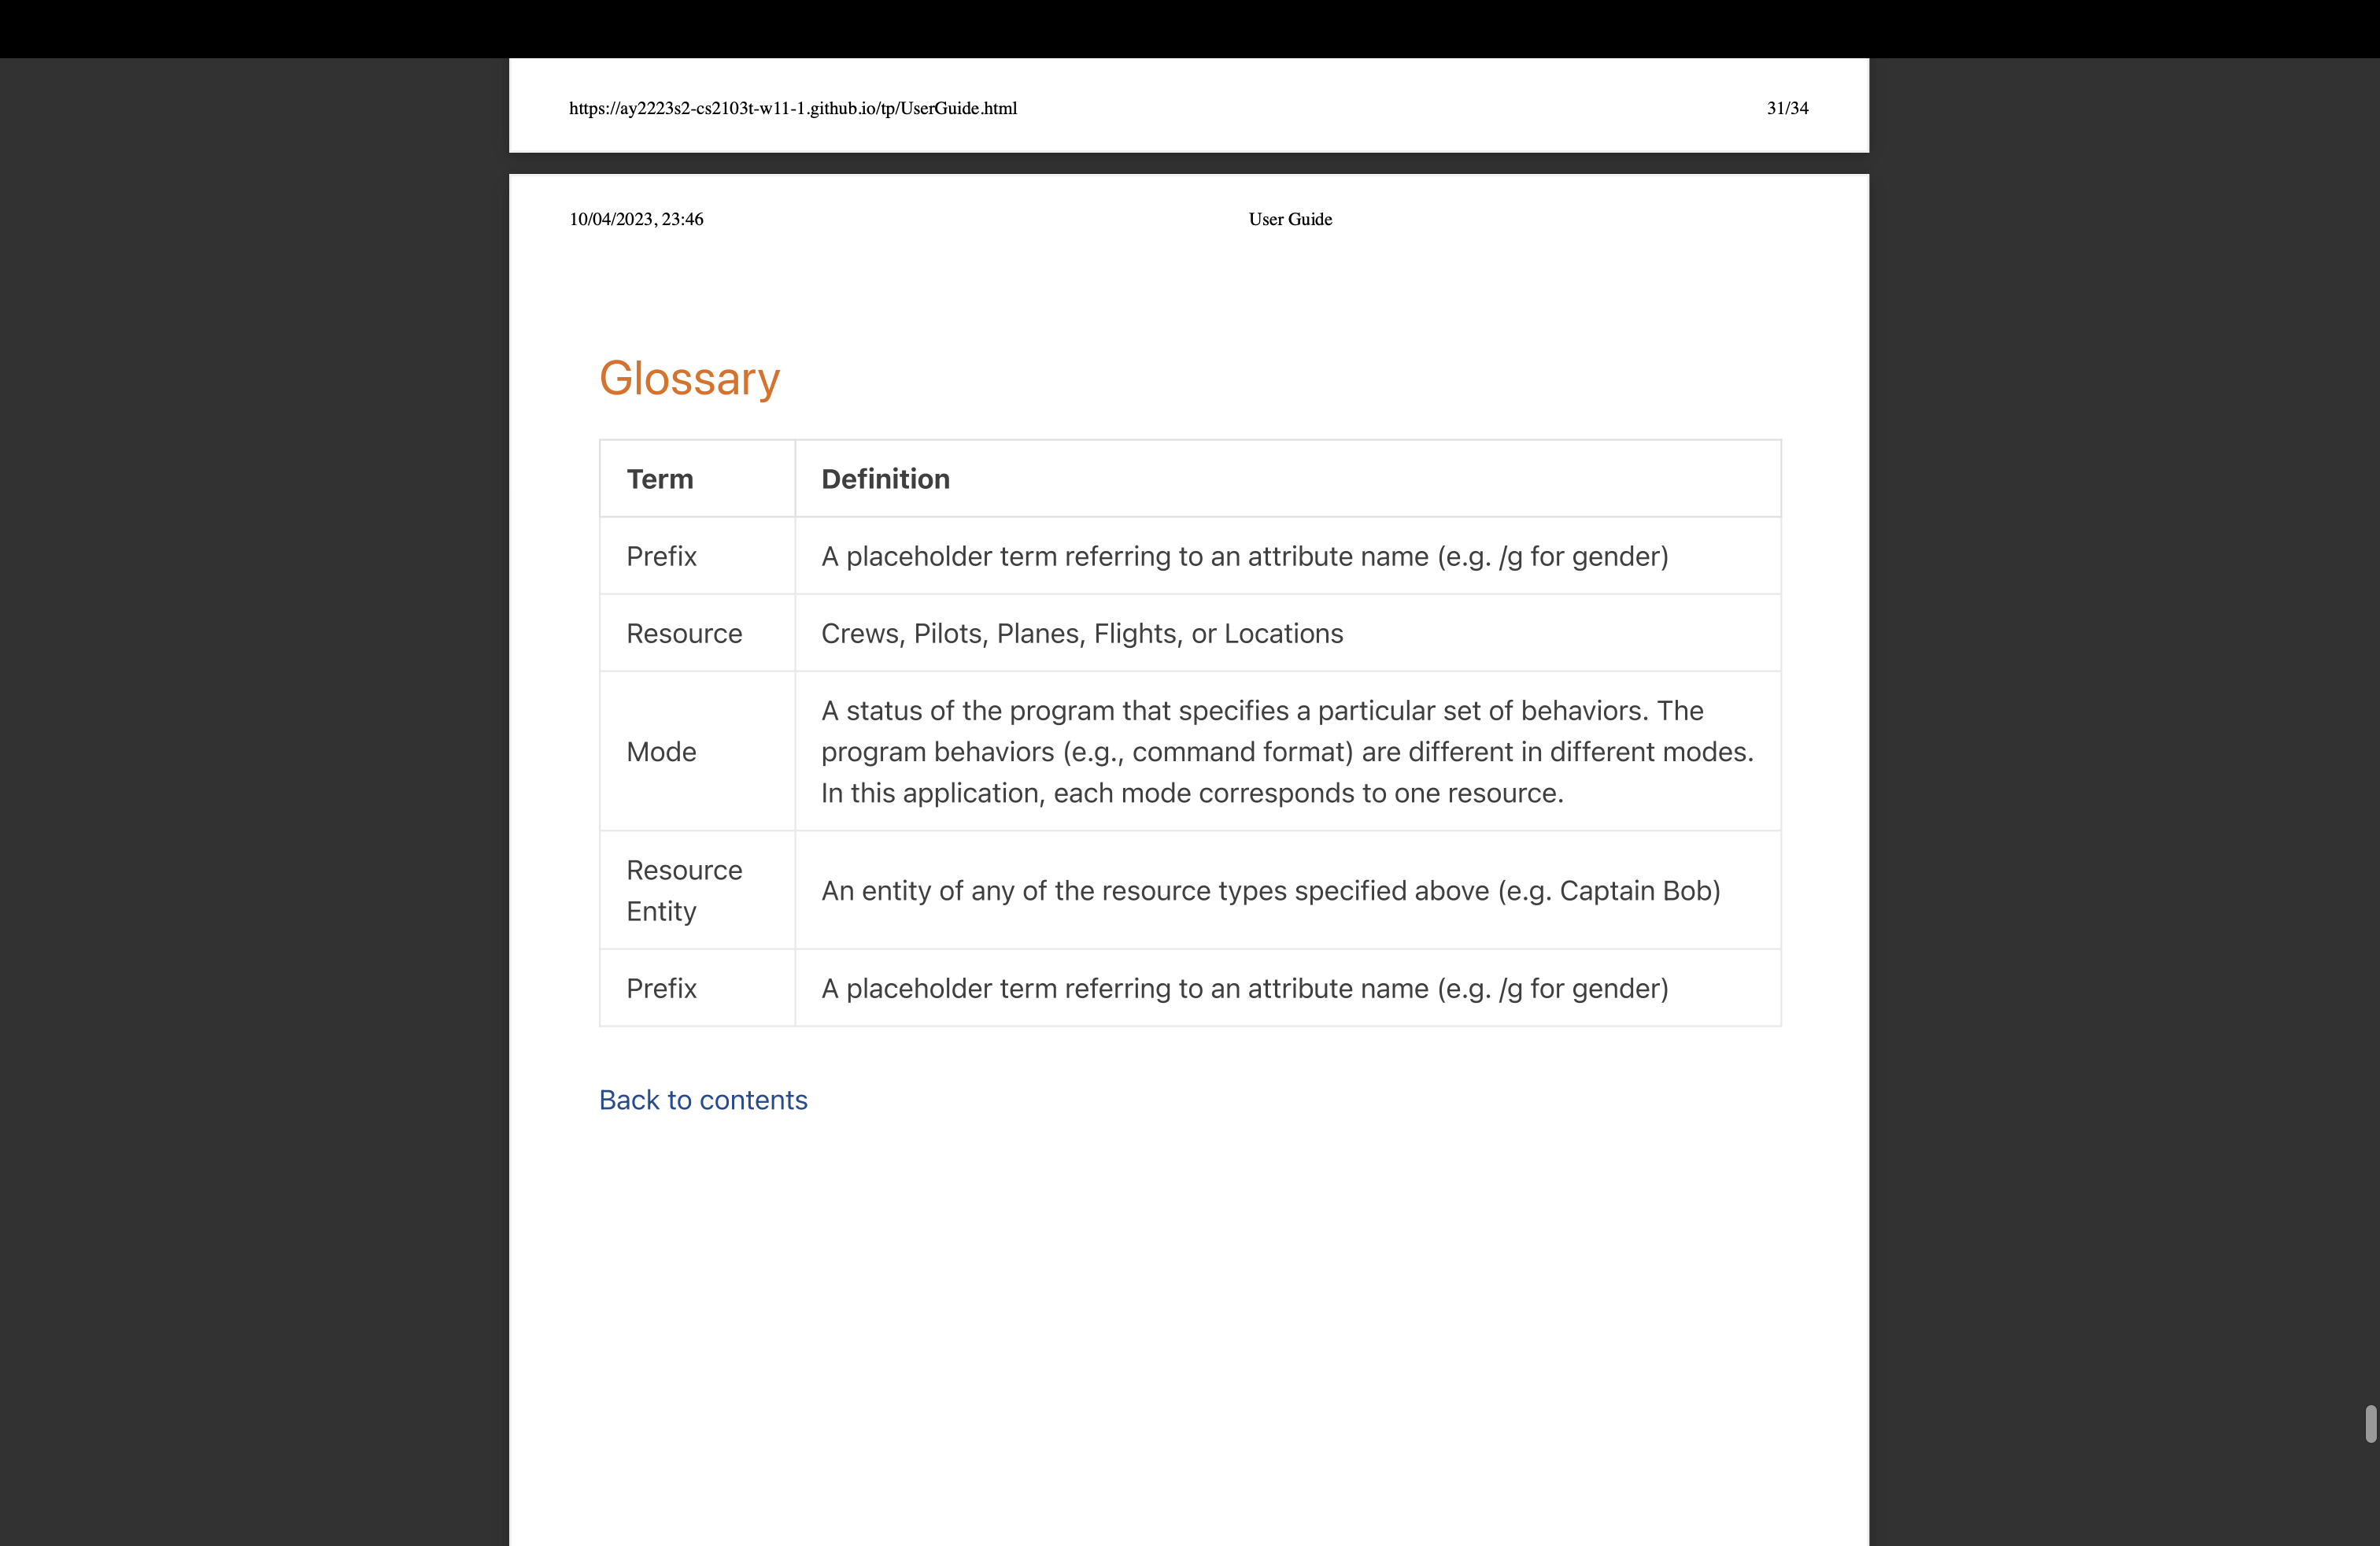 https://ay2223s2-cs2103t-w11-1.github.io/tp/UserGuide.html 31/34
10/04/2023, 23:46 User Guide
Glossary
Term Definition
Prefix A placeholder term referring to an attribute name (e.g. /g for gender)
Resource Crews, Pilots, Planes, Flights, or Locations
Mode
A status of the program that specifies a particular set of behaviors. The
program behaviors (e.g., command format) are different in different modes.
In this application, each mode corresponds to one resource.
Resource
Entity
An entity of any of the resource types specified above (e.g. Captain Bob)
Prefix A placeholder term referring to an attribute name (e.g. /g for gender)
Back to contents